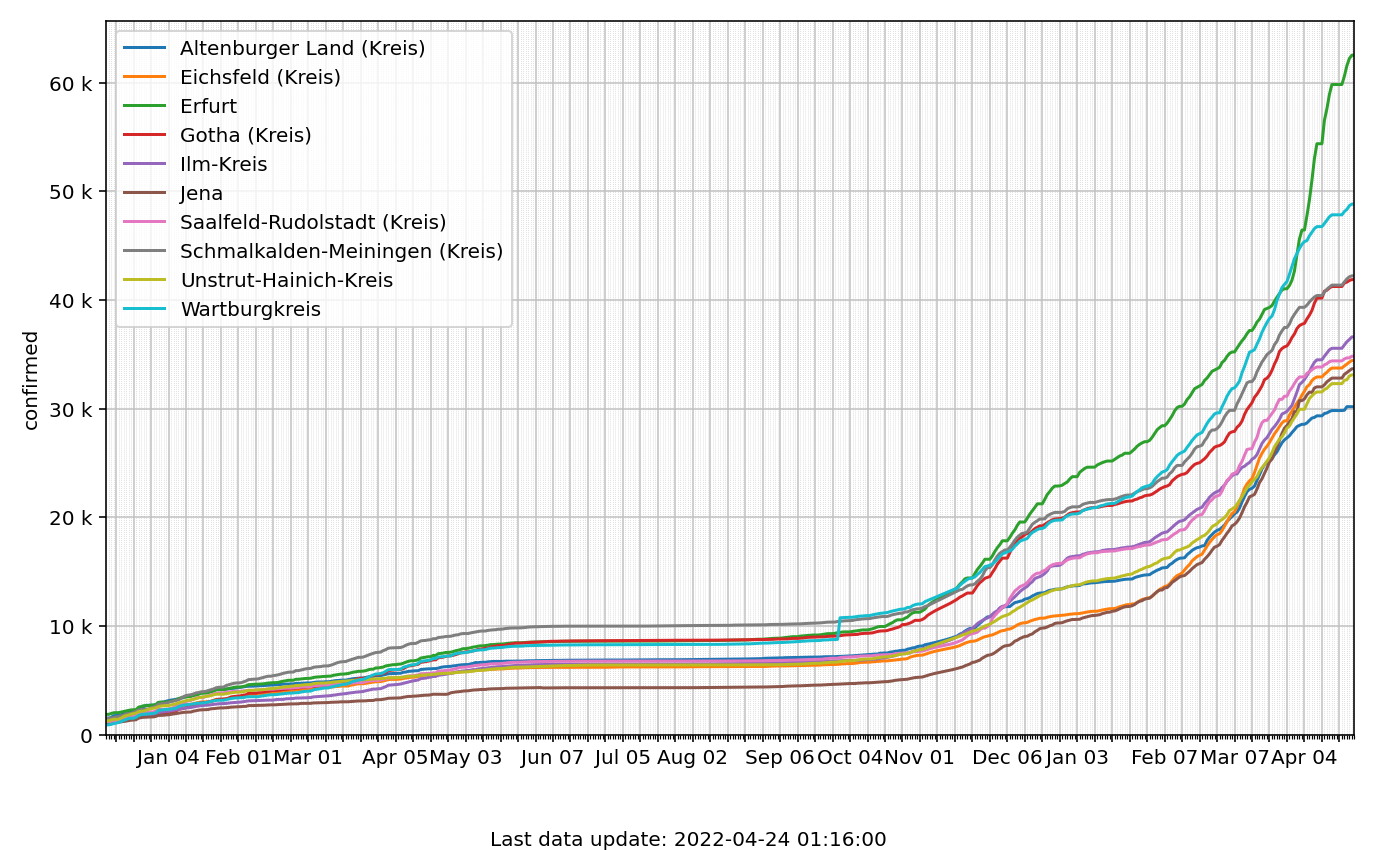 Altenburger Land (Kreis)
Eichsfeld (Kreis)
Erfurt
Gotha (Kreis)
Ilm-Kreis
Jena
Saalfeld-Rudolstadt (Kreis)
Schmalkalden-Meiningen (Kreis)
Unstrut-Hainich-Kreis
Wartburgkreis
confirmed
60 k
50 k
40 k
30 k
20 k
10 k
0
Jan 04 Feb 01 Mar 01 Apr 05 May 03 Jun 07 Jul 05 Aug 02 Sep 06 Oct 04 Nov 01 Dec 06 Jan 03 Feb 07 Mar 07 Apr 04
Last data update: 2022-04-24 01:16:00